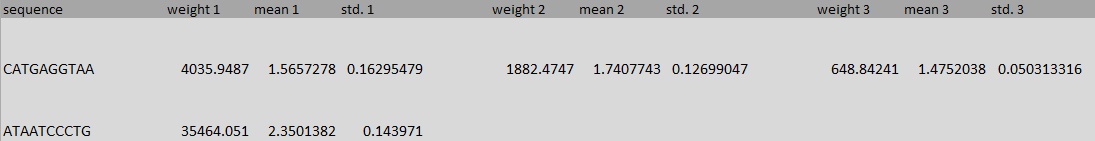 sequence weight 1 mean 1 std. 1 weight 2 mean 2 std. 2 weight 3 mean 3 std. 3
CATGAGGTAA 4035.9487 1.5657278 0.16295479 1882.4747 1.7407743 0.12699047 648.84241 1.4752038 0.050313316
ATAATCCCTG 35464.051 2.3501382 0.143971